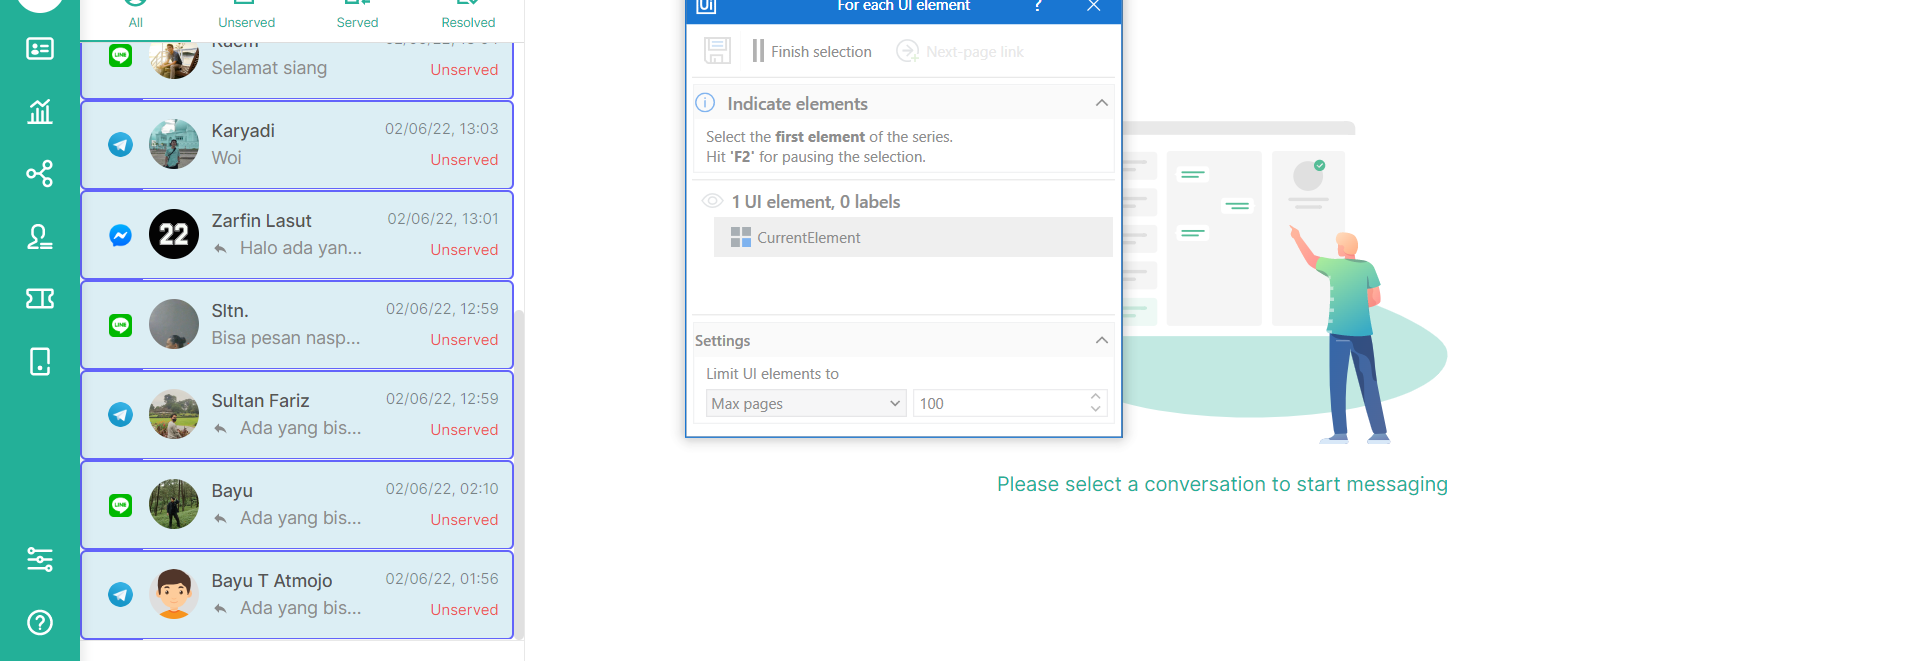 All
Unserved
Served
Resolved
Selamat siang
Unserved
Karyadi
02/06/22, 13:03
Woi
Unserved
22
Zarfin Lasut
02/06/22, 13:01
Halo ada yan...
Unserved
LINE
Sltn.
02/06/22, 12:59
Bisa pesan nasp...
Unserved
Sultan Fariz
02/06/22, 12:59
Ada yang bis...
Unserved
LINE
Bayu
02/06/22, 02:10
Ada yang bis...
Unserved
Bayu T Atmojo
02/06/22, 01:56
Ada yang bis...
Unserved
Ui
For each UI element
?
Finish selection
Next-page link
Indicate elements
Select the first element of the series.
Hit 'F2' for pausing the selection.
1 UI element, 0 labels
CurrentElement
Settings
Limit UI elements to
Max pages
100
Please select a conversation to start messaging